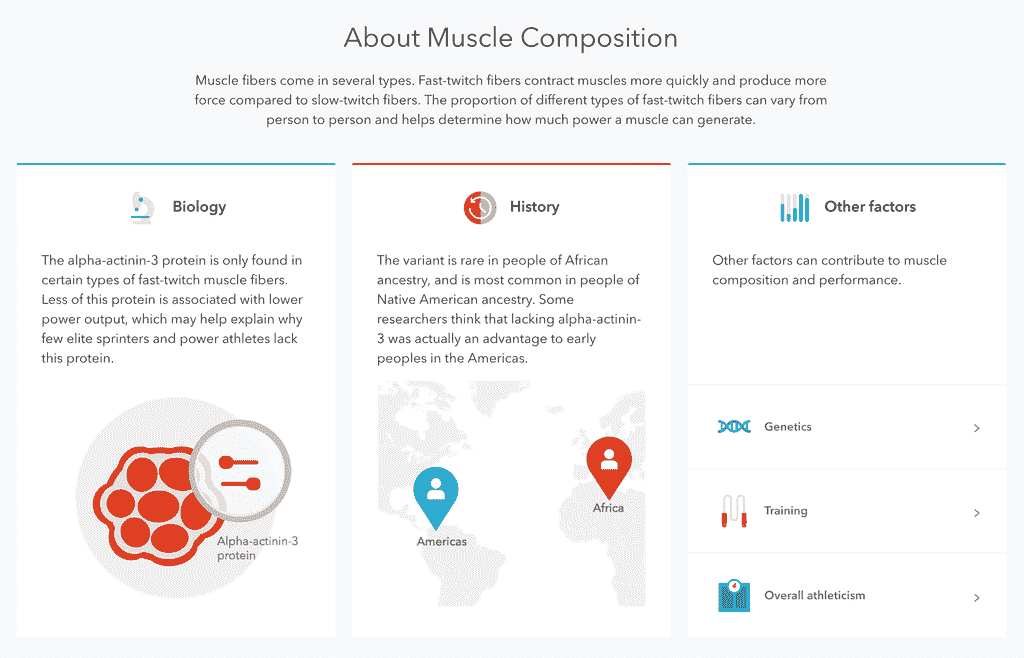 About Muscle Composition
Muscle fibers come in several types. Fast-twitch fibers contract muscles more quickly and produce more
force compared to slow-twitch fibers. The proportion of different types of fast-twitch fibers can vary from
person to person and helps determine how much power a muscle can generate.
Biology
The alpha-actinin-3 protein is only found in
certain types of fast-twitch muscle fibers.
Less of this protein is associated with lower
power output, which may help explain why
few elite sprinters and power athletes lack
this protein.
Alpha-actinin-3
protein
History
The variant is rare in people of African
ancestry, and is most common in people of
Native American ancestry. Some
researchers think that lacking alpha-actinin-
3 was actually an advantage to early
peoples in the Americas.
Americas
Africa
Other factors
Other factors can contribute to muscle
composition and performance.
Genetics
Training
Overall athleticism